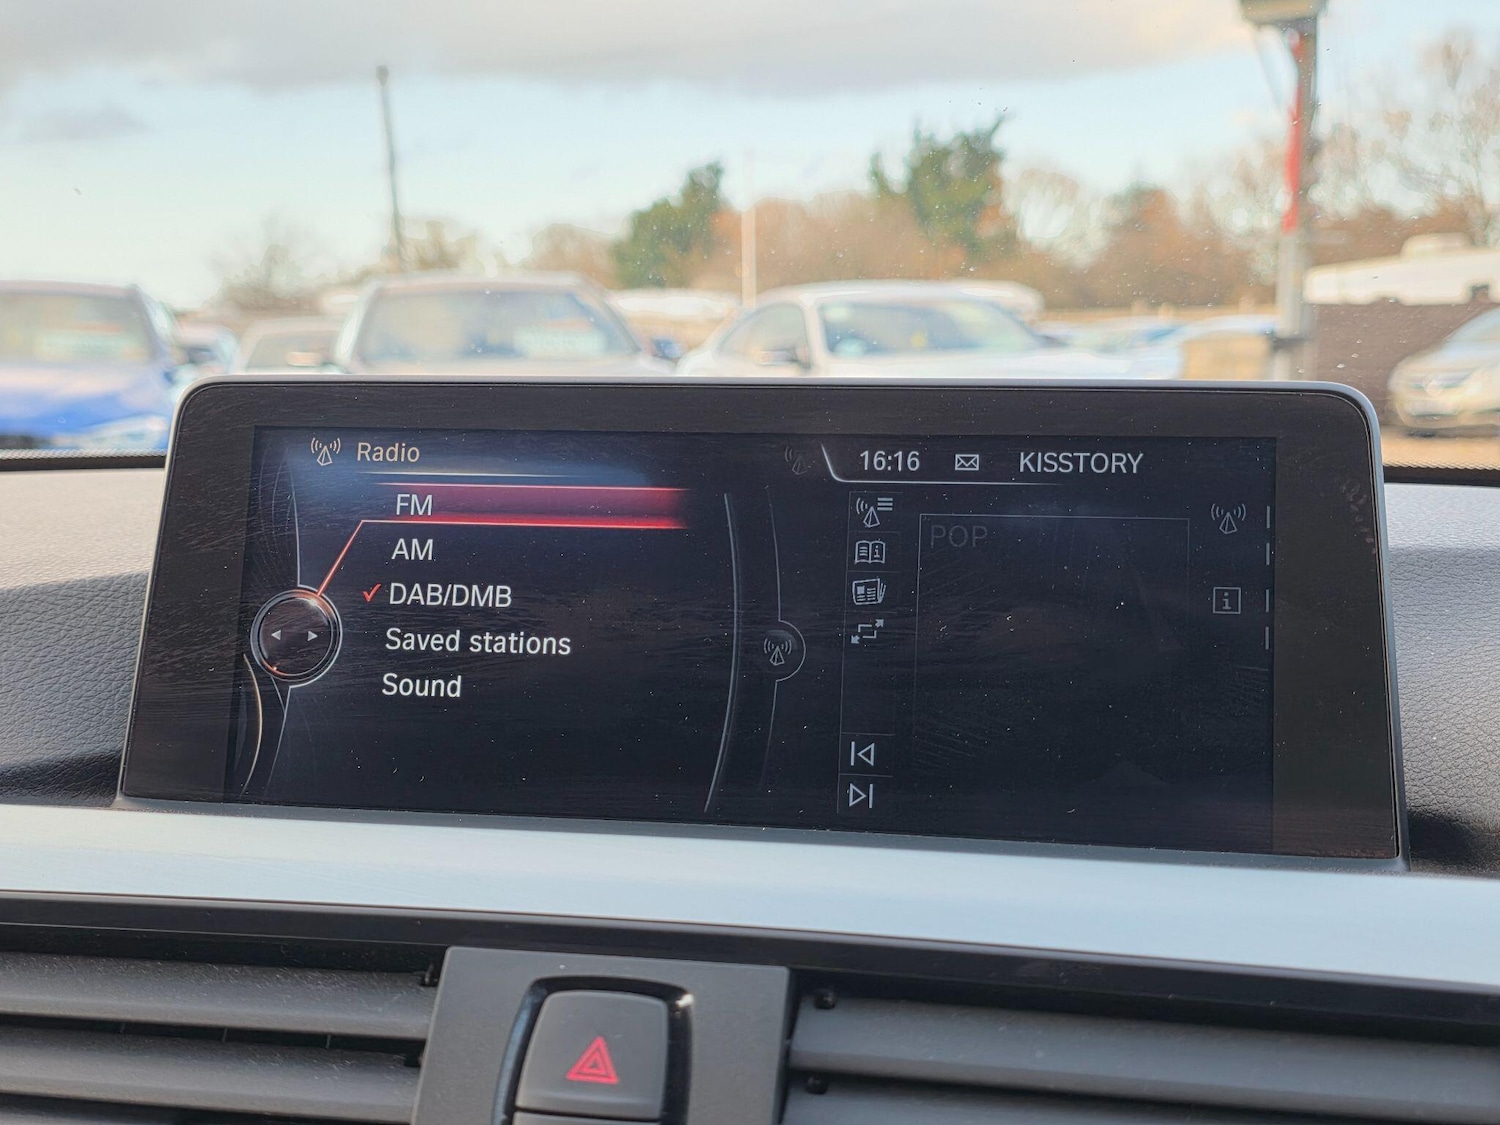 Radio
16:16 KISSTORY
FM
AM
✓ DAB/DMB
Saved stations
Sound
POP